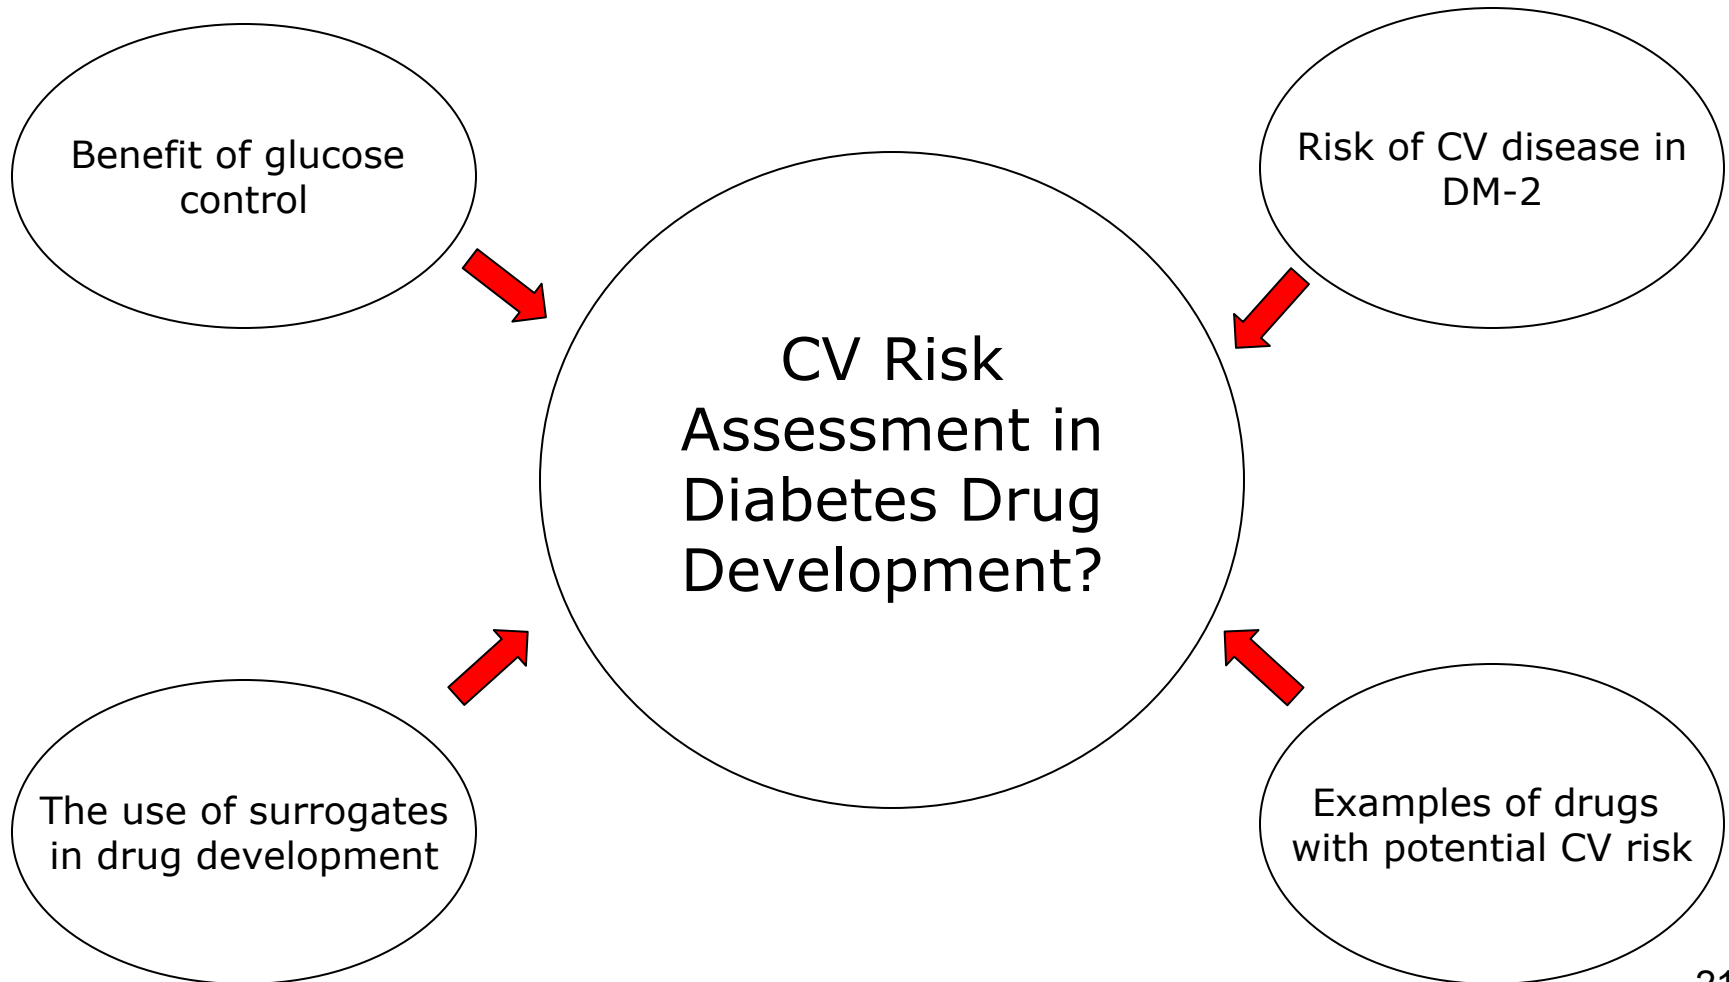 Benefit of glucose
control
Risk of CV disease in
DM-2
CV Risk
Assessment in
Diabetes Drug
Development?
The use of surrogates
in drug development
Examples of drugs
with potential CV risk